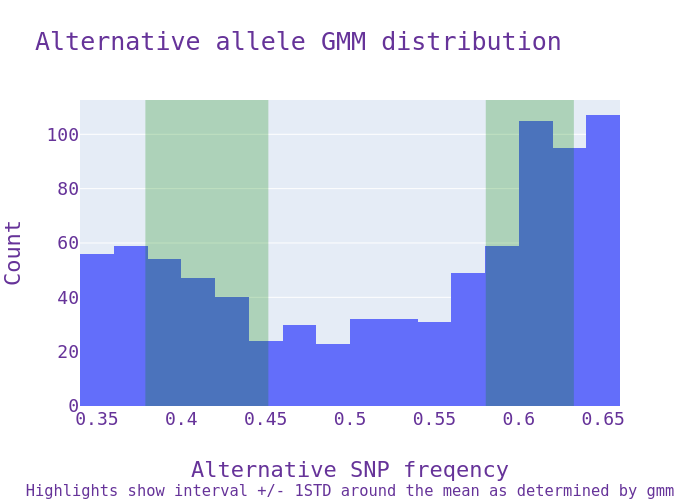 Alternative allele GMM distribution
Count
100
80
60
40
20
0
0.35 0.4 0.45 0.5 0.55 0.6 0.65
Alternative SNP freqency
Highlights show interval +/- 1STD around the mean as determined by gmm